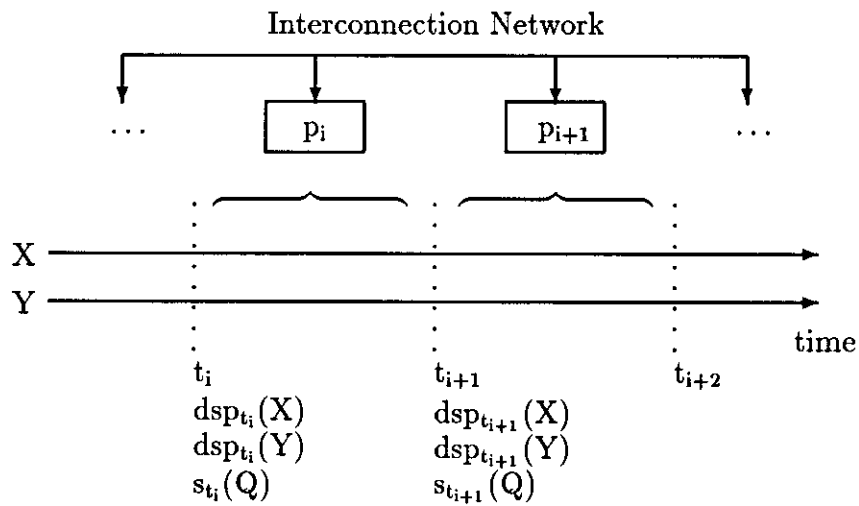 Interconnection Network
... p_i p_{i+1} ...
X
Y
time
t_i t_{i+1} t_{i+2}
dsp_{t_i}(X) dsp_{t_{i+1}}(X)
dsp_{t_i}(Y) dsp_{t_{i+1}}(Y)
s_{t_i}(Q) s_{t_{i+1}}(Q)